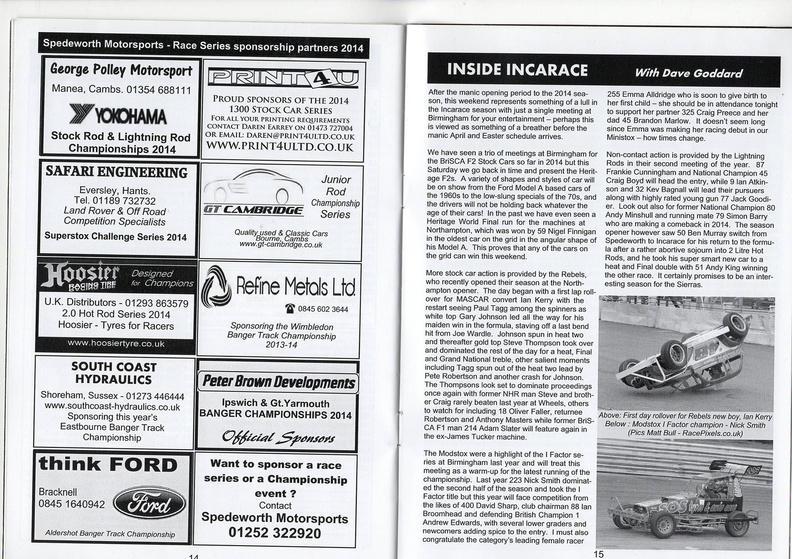 Spedeworth Motorsports - Race Series sponsorship partners 2014
George Polley Motorsport
Manea, Cambs. 01354 688111
YOKOHAMA
Stock Rod & Lightning Rod
Championships 2014
PRINT4U
PROUD SPONSORS OF THE 2014
1300 STOCK CAR SERIES
FOR ALL YOUR PRINTING REQUIREMENTS
CONTACT DAREN EARREY ON 01473 727004
OR EMAIL: DAREN@PRINT4ULTD.CO.UK
WWW.PRINT4ULTD.CO.UK
SAFARI ENGINEERING
Eversley, Hants.
Tel. 01189 732732
Land Rover & Off Road
Competition Specialists
Superstox Challenge Series 2014
GT CAMBRIDGE
Junior
Rod
Championship
Series
Quality used & Classic Cars
Bourne, Cambs
www.gt-cambridge.co.uk
Hoosier
RACING TIRE
Designed
for Champions
U.K. Distributors - 01293 863579
2.0 Hot Rod Series 2014
Hoosier - Tyres for Racers
www.hoosiertyre.co.uk
Refine Metals Ltd
0845 602 3644
Sponsoring the Wimbledon
Banger Track Championship
2013-14
SOUTH COAST
HYDRAULICS
Shoreham, Sussex - 01273 446444
www.southcoast-hydraulics.co.uk
Sponsoring this year's
Eastbourne Banger Track
Championship
Peter Brown Developments
Ipswich & Gt.Yarmouth
BANGER CHAMPIONSHIPS 2014
Official Sponsors
think FORD
Bracknell
0845 1640942
Ford
Aldershot Banger Track Championship
Want to sponsor a race
series or a Championship
event ?
Contact
Spedeworth Motorsports
01252 322920
14
INSIDE INCARACE
With Dave Goddard
After the manic opening period to the 2014 sea-
son, this weekend represents something of a lull in
the Incarace season with just a single meeting at
Birmingham for your entertainment – perhaps this
is viewed as something of a breather before the
manic April and Easter schedule arrives.
We have seen a trio of meetings at Birmingham for
the BriSCA F2 Stock Cars so far in 2014 but this
Saturday we go back in time and present the Herit-
age F2s. A variety of shapes and styles of car will
be on show from the Ford Model A based cars of
the 1960s to the low-slung specials of the 70s, and
the drivers will not be holding back whatever the
age of their cars! In the past we have even seen a
Heritage World Final run for the machines at
Northampton, which was won by 59 Nigel Finnigan
in the oldest car on the grid in the angular shape of
his Model A. This proves that any of the cars on
the grid can win this weekend.
More stock car action is provided by the Rebels,
who recently opened their season at the North-
ampton opener. The day began with a first lap roll-
over for MASCAR convert Ian Kerry with the
restart seeing Paul Tagg among the spinners as
white top Gary Johnson led all the way for his
maiden win in the formula, staving off a last bend
hit from Joe Wardle. Johnson spun in heat two
and thereafter gold top Steve Thompson took over
and dominated the rest of the day for a heat, Final
and Grand National treble, other salient moments
including Tagg spun out of the heat two lead by
Pete Robertson and another crash for Johnson.
The Thompsons look set to dominate proceedings
once again with former NHR man Steve and broth-
er Craig rarely beaten last year at Wheels, others
to watch for including 18 Oliver Faller, returnee
Robertson and Anthony Masters while former BriS-
CA F1 man 214 Adam Slater will feature again in
the ex-James Tucker machine.
The Modstox were a highlight of the I Factor se-
ries at Birmingham last year and will treat this
meeting as a warm-up for the latest running of the
championship. Last year 223 Nick Smith dominat-
ed the second half of the season and took the I
Factor title but this year will face competition from
the likes of 400 David Sharp, club chairman 88 Ian
Broomhead and defending British Champion 1
Andrew Edwards, with several lower graders and
newcomers adding spice to the entry. I must also
congratulate the category's leading female racer
255 Emma Alldridge who is soon to give birth to
her first child – she should be in attendance tonight
to support her partner 325 Craig Preece and her
dad 45 Brandon Marlow. It doesn't seem long
since Emma was making her racing debut in our
Ministox – how times change.
Non-contact action is provided by the Lightning
Rods in their second meeting of the year. 87
Frankie Cunningham and National Champion 45
Craig Boyd will head the entry, while 9 Ian Atkin-
son and 32 Kev Bagnall will lead their pursuers
along with highly rated young gun 77 Jack Goodi-
er. Look out also for former National Champion 80
Andy Minshull and running mate 79 Simon Barry
who are making a comeback in 2014. The season
opener however saw 50 Ben Murray switch from
Spedeworth to Incarace for his return to the formu-
la after a rather abortive sojourn into 2 Litre Hot
Rods, and he took his super smart new car to a
heat and Final double with 51 Andy King winning
the other race. It certainly promises to be an inter-
esting season for the Sierras.
Above: First day rollover for Rebels new boy, Ian Kerry
Below : Modstox I Factor champion - Nick Smith
(Pics Matt Bull - RacePixels.co.uk)
SOS
15